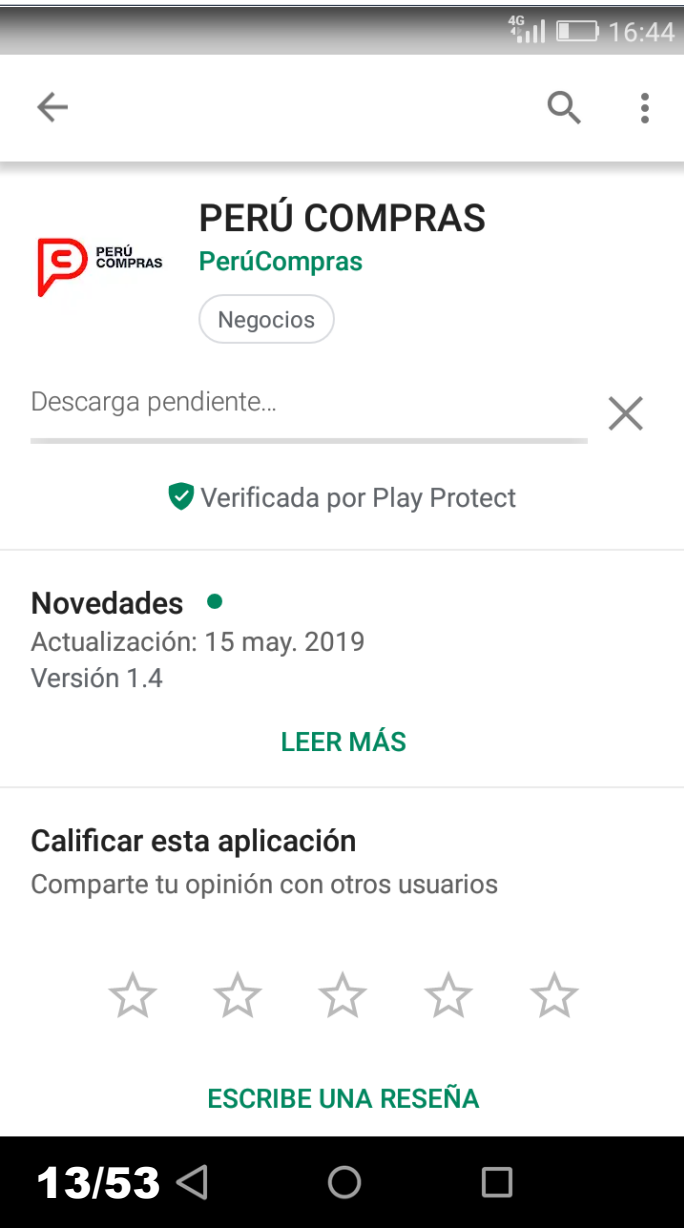 4G 16:44
PERÚ COMPRAS
PERÚ
COMPRAS
PerúCompras
Negocios
Descarga pendiente...
Verificada por Play Protect
Novedades
Actualización: 15 may. 2019
Versión 1.4
LEER MÁS
Calificar esta aplicación
Comparte tu opinión con otros usuarios
ESCRIBE UNA RESEÑA
13/53